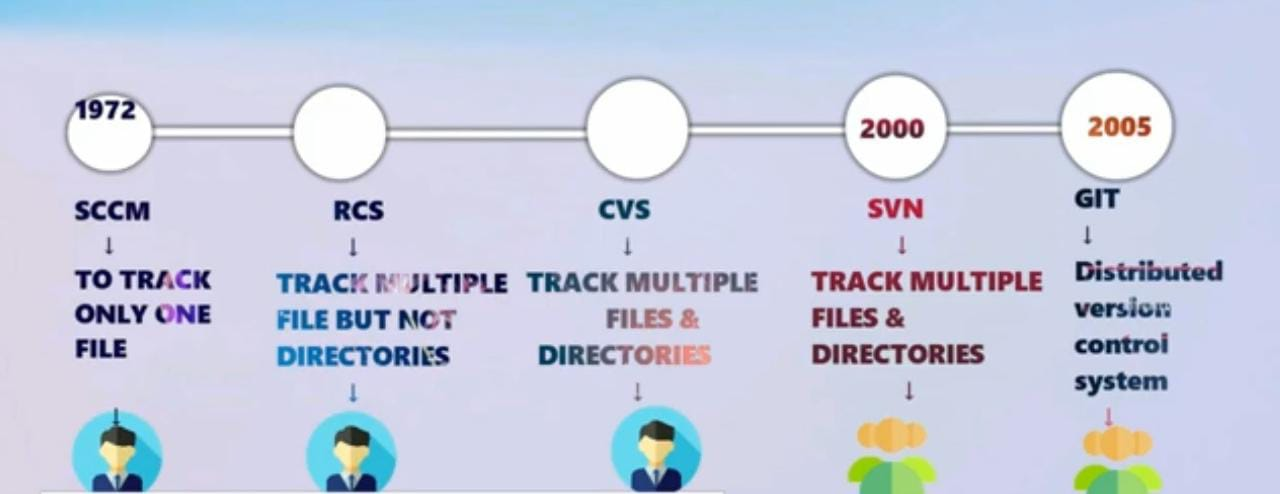 1972
2000
2005
SCCM
RCS
CVS
SVN
GIT
↓
↓
↓
↓
↓
TO TRACK
ONLY ONE
FILE
TRACK MULTIPLE
FILE BUT NOT
DIRECTORIES
TRACK MULTIPLE
FILES &
DIRECTORIES
TRACK MULTIPLE
FILES &
DIRECTORIES
Distributed
version
control
system